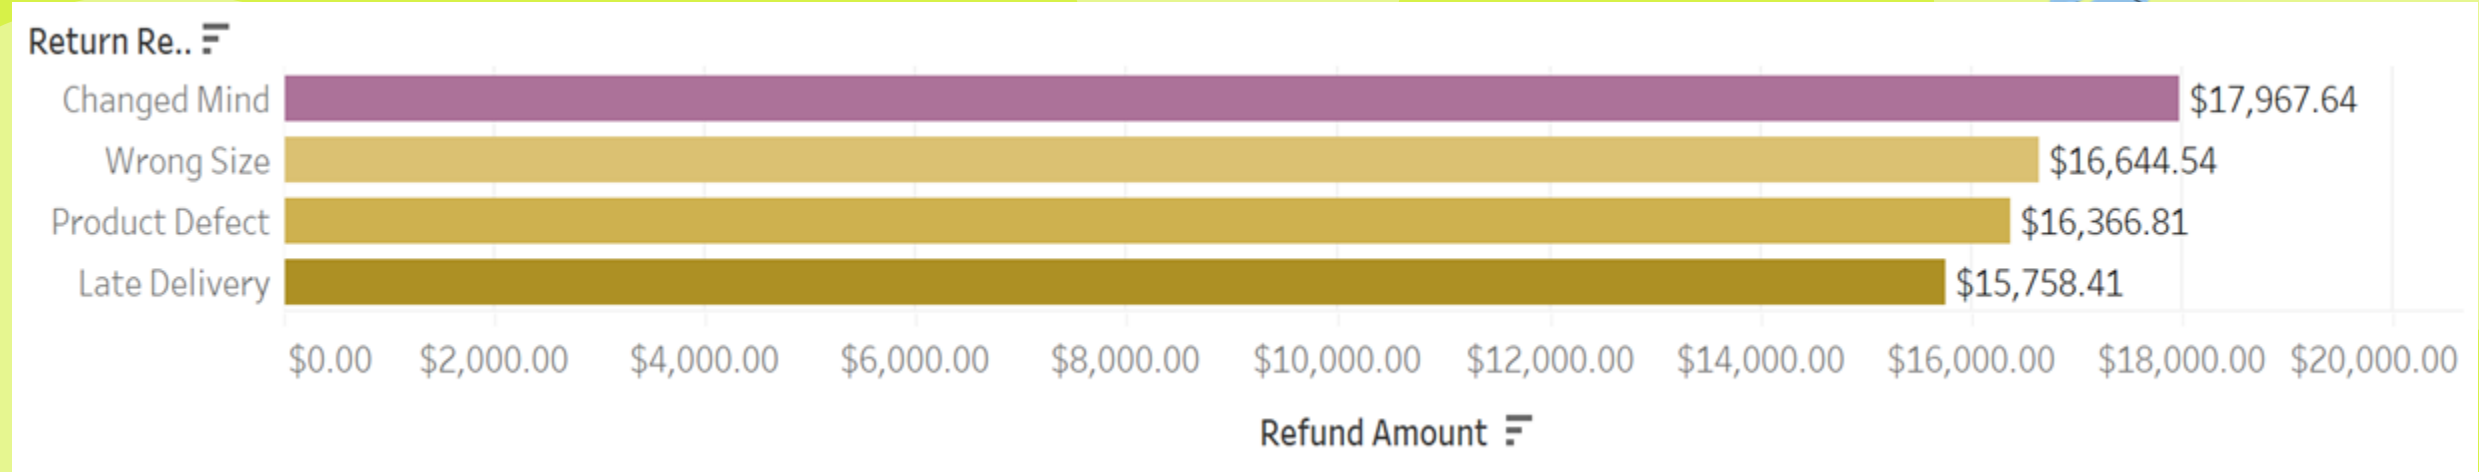 Return Re..
Changed Mind $17,967.64
Wrong Size $16,644.54
Product Defect $16,366.81
Late Delivery $15,758.41
$0.00 $2,000.00 $4,000.00 $6,000.00 $8,000.00 $10,000.00 $12,000.00 $14,000.00 $16,000.00 $18,000.00 $20,000.00
Refund Amount